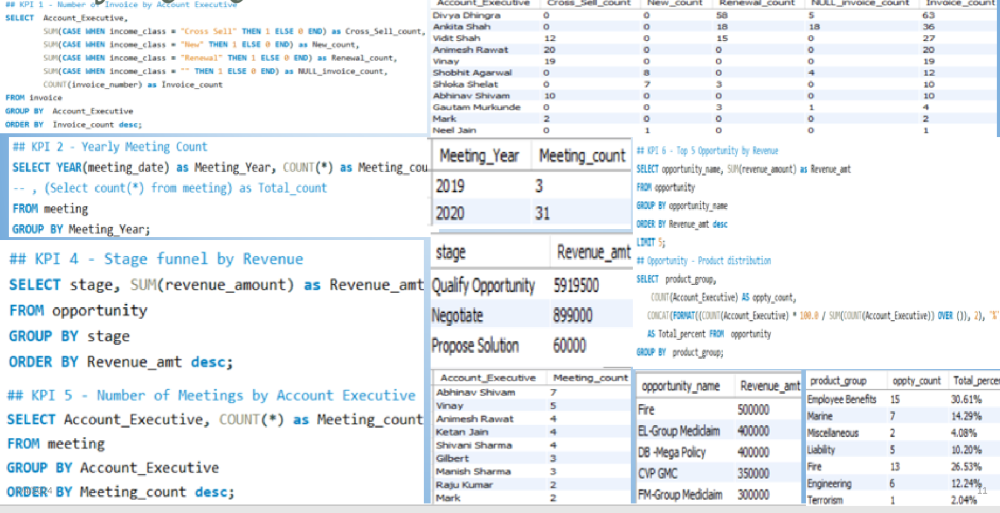 ## KPI 1 - Number of Invoice by Account Executive
SELECT Account_Executive,
SUM(CASE WHEN income_class = "Cross Sell" THEN 1 ELSE 0 END) as Cross_Sell_count,
SUM(CASE WHEN income_class = "New" THEN 1 ELSE 0 END) as New_count,
SUM(CASE WHEN income_class = "Renewal" THEN 1 ELSE 0 END) as Renewal_count,
SUM(CASE WHEN income_class = "" THEN 1 ELSE 0 END) as NULL_invoice_count,
COUNT(invoice_number) as Invoice_count
FROM invoice
GROUP BY Account_Executive
ORDER BY Invoice_count desc;
Account_Executive Cross_Sell_count New_count Renewal_count NULL_invoice_count Invoice_count
Divya Dhingra 0 0 58 5 63
Ankita Shah 0 0 18 18 36
Vidit Shah 12 0 15 0 27
Animesh Rawat 20 0 0 0 20
Vinay 19 0 0 0 19
Shobhit Agarwal 0 8 0 4 12
Shloka Shelat 0 7 3 0 10
Abhinav Shivam 10 0 0 0 10
Gautam Murkunde 0 0 3 1 4
Mark 2 0 0 0 2
Neel Jain 0 1 0 0 1
## KPI 2 - Yearly Meeting Count
SELECT YEAR(meeting_date) as Meeting_Year, COUNT(*) as Meeting_cou
-- , (Select count(*) from meeting) as Total_count
FROM meeting
GROUP BY Meeting_Year;
Meeting_Year Meeting_count
2019 3
2020 31
## KPI 4 - Stage funnel by Revenue
SELECT stage, SUM(revenue_amount) as Revenue_amt
FROM opportunity
GROUP BY stage
ORDER BY Revenue_amt desc;
stage Revenue_amt
Qualify Opportunity 5919500
Negotiate 899000
Propose Solution 60000
## KPI 5 - Number of Meetings by Account Executive
SELECT Account_Executive, COUNT(*) as Meeting_count
FROM meeting
GROUP BY Account_Executive
ORDER BY Meeting_count desc;
Account_Executive Meeting_count
Abhinav Shivam 7
Vinay 5
Animesh Rawat 4
Ketan Jain 4
Shivani Sharma 4
Gilbert 3
Manish Sharma 3
Raju Kumar 2
Mark 2
## KPI 6 - Top 5 Opportunity by Revenue
SELECT opportunity_name, SUM(revenue_amount) as Revenue_amt
FROM opportunity
GROUP BY opportunity_name
ORDER BY Revenue_amt desc
LIMIT 5;
## Opportunity - Product distribution
SELECT product_group,
COUNT(Account_Executive) AS oppty_count,
CONCAT(FORMAT((COUNT(Account_Executive) * 100.0 / SUM(COUNT(Account_Executive)) OVER ()), 2), "%"
AS Total_percent FROM opportunity
GROUP BY product_group;
opportunity_name Revenue_amt
Fire 500000
EL-Group Mediclaim 400000
DB -Mega Policy 400000
CVP GMC 350000
FM-Group Mediclaim 300000
product_group oppty_count Total_percer
Employee Benefits 15 30.61%
Marine 7 14.29%
Miscellaneous 2 4.08%
Liability 5 10.20%
Fire 13 26.53%
Engineering 6 12.24%
Terrorism 1 2.04%
11